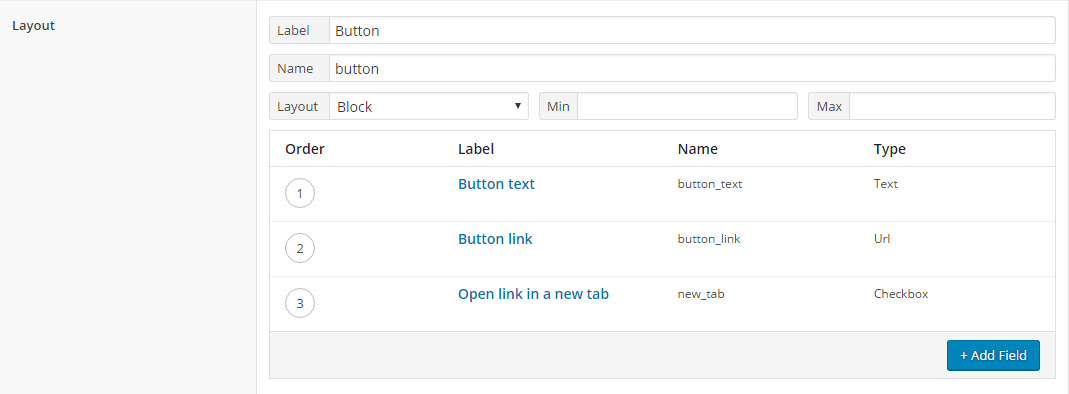 Layout
Label Button
Name button
Layout Block Min Max
Order Label Name Type
1 Button text button_text Text
2 Button link button_link Url
3 Open link in a new tab new_tab Checkbox
+ Add Field